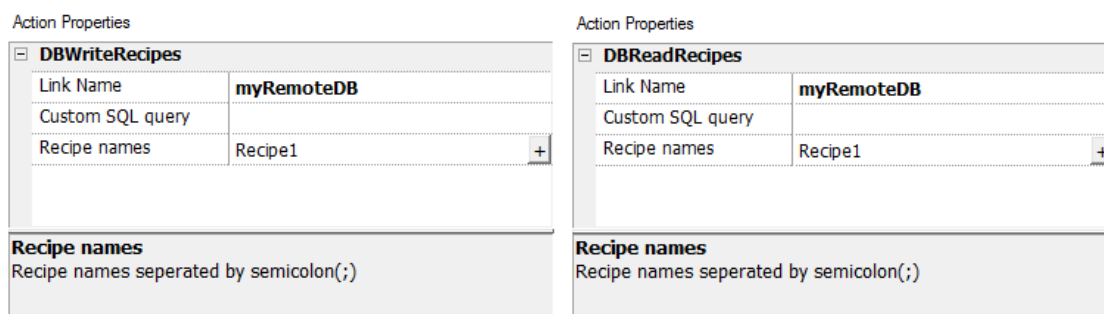 Action Properties
DBWriteRecipes
Link Name myRemoteDB
Custom SQL query
Recipe names Recipe1 +
Recipe names
Recipe names seperated by semicolon(;)
Action Properties
DBReadRecipes
Link Name myRemoteDB
Custom SQL query
Recipe names Recipe1 +
Recipe names
Recipe names seperated by semicolon(;)